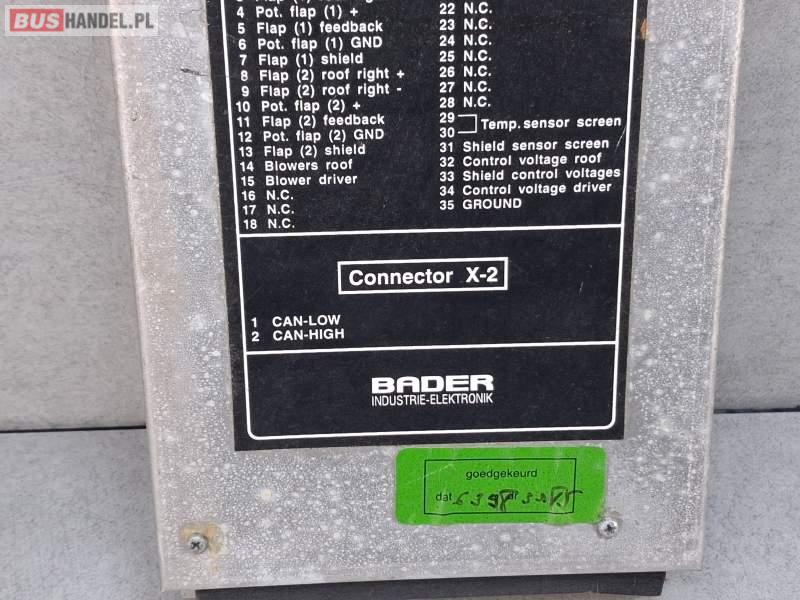 BUSHANDEL.PL
4 Pot. flap (1) +
5 Flap (1) feedback
6 Pot. flap (1) GND
7 Flap (1) shield
8 Flap (2) roof right +
9 Flap (2) roof right -
10 Pot. flap (2) +
11 Flap (2) feedback
12 Pot. flap (2) GND
13 Flap (2) shield
14 Blowers roof
15 Blower driver
16 N.C.
17 N.C.
18 N.C.
22 N.C.
23 N.C.
24 N.C.
25 N.C.
26 N.C.
27 N.C.
28 N.C.
29
30 Temp. sensor screen
31 Shield sensor screen
32 Control voltage roof
33 Shield control voltages
34 Control voltage driver
35 GROUND
Connector X-2
1 CAN-LOW
2 CAN-HIGH
BADER
INDUSTRIE-ELEKTRONIK
goedgekeurd
dat